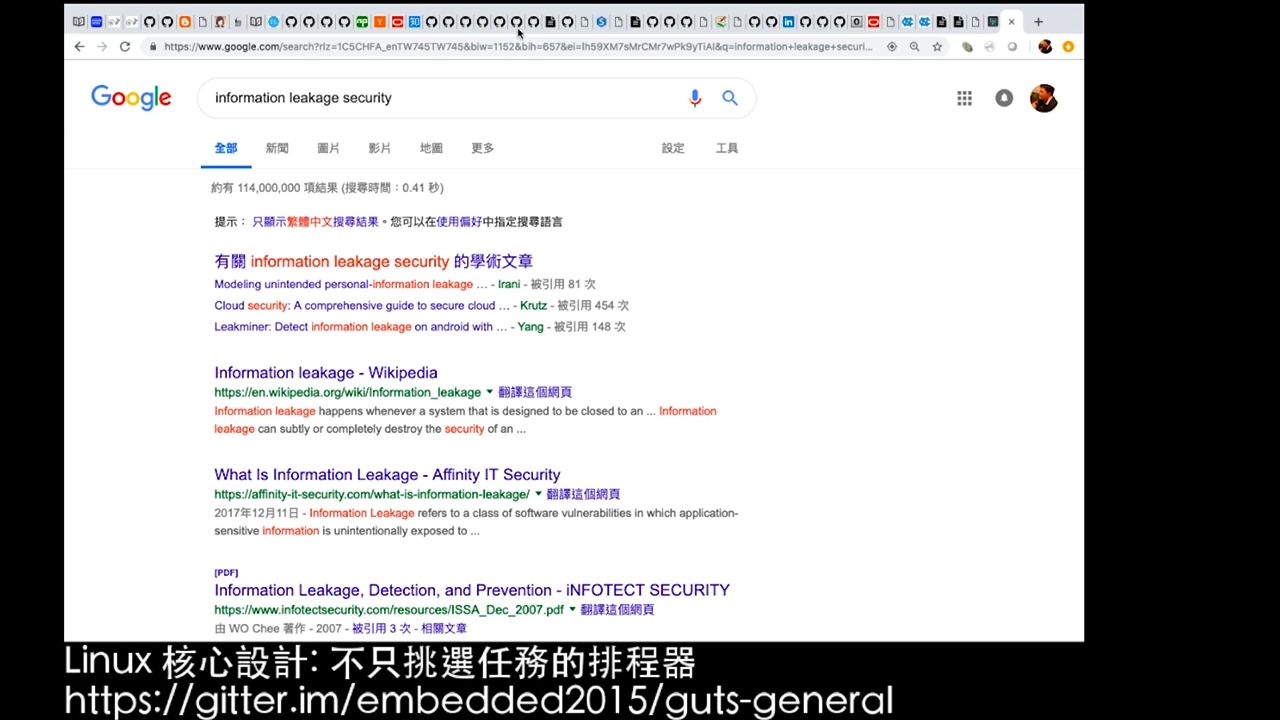 https://www.google.com/search?rlz=1C5CHFA_enTW745TW745&biw=1152&bih=657&ei=Ih59XM7sMrCMr7wPk9yTiAI&q=information+leakage+securi...
Google
information leakage security
全部 新聞 圖片 影片 地圖 更多 設定 工具
約有 114,000,000 項結果 (搜尋時間：0.41 秒)
提示： 只顯示繁體中文搜尋結果。您可以在使用偏好中指定搜尋語言
有關 information leakage security 的學術文章
Modeling unintended personal-information leakage … - Irani - 被引用 81 次
Cloud security: A comprehensive guide to secure cloud … - Krutz - 被引用 454 次
Leakminer: Detect information leakage on android with … - Yang - 被引用 148 次
Information leakage - Wikipedia
https://en.wikipedia.org/wiki/Information_leakage 翻譯這個網頁
Information leakage happens whenever a system that is designed to be closed to an ... Information
leakage can subtly or completely destroy the security of an ...
What Is Information Leakage - Affinity IT Security
https://affinity-it-security.com/what-is-information-leakage/ 翻譯這個網頁
2017年12月11日 - Information Leakage refers to a class of software vulnerabilities in which application-
sensitive information is unintentionally exposed to ...
[PDF]
Information Leakage, Detection, and Prevention - iNFOTECT SECURITY
https://www.infotectsecurity.com/resources/ISSA_Dec_2007.pdf 翻譯這個網頁
由 WO Chee 著作 - 2007 - 被引用 3 次 - 相關文章
Linux 核心設計: 不只挑選任務的排程器
https://gitter.im/embedded2015/guts-general